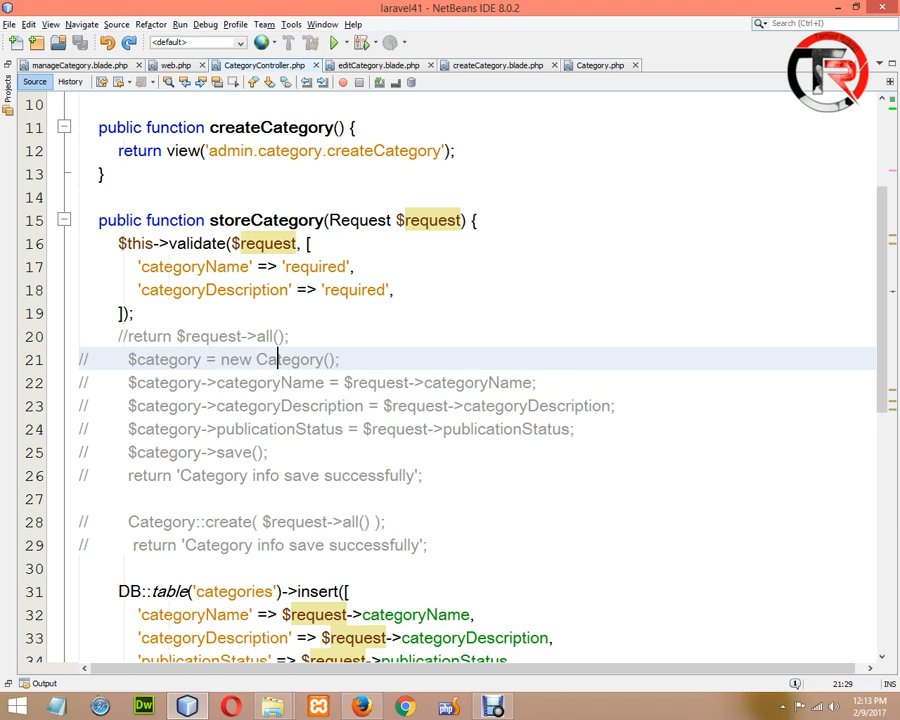 laravel41 - NetBeans IDE 8.0.2
File Edit View Navigate Source Refactor Run Debug Profile Team Tools Window Help
Search (Ctrl+I)
<default>
manageCategory.blade.php web.php CategoryController.php editCategory.blade.php createCategory.blade.php Category.php
Source History
Projects
10
11 public function createCategory() {
12 return view('admin.category.createCategory');
13 }
14
15 public function storeCategory(Request $request) {
16 $this->validate($request, [
17 'categoryName' => 'required',
18 'categoryDescription' => 'required',
19 ]);
20 //return $request->all();
21 // $category = new Category();
22 // $category->categoryName = $request->categoryName;
23 // $category->categoryDescription = $request->categoryDescription;
24 // $category->publicationStatus = $request->publicationStatus;
25 // $category->save();
26 // return 'Category info save successfully';
27
28 // Category::create( $request->all() );
29 // return 'Category info save successfully';
30
31 DB::table('categories')->insert([
32 'categoryName' => $request->categoryName,
33 'categoryDescription' => $request->categoryDescription,
34 'publicationStatus' => $request->publicationStatus
Output
21:29 INS
Dw
php
12:13 PM
2/9/2017